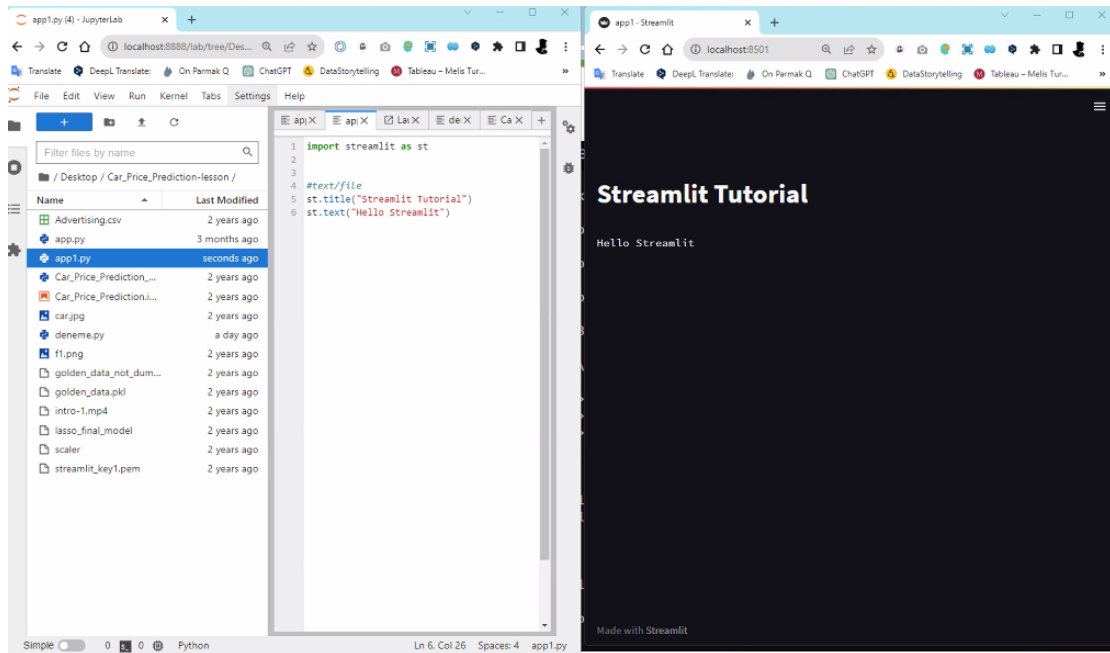 app1.py (4) - JupyterLab
localhost:8888/lab/tree/Des...
Translate DeepL Translate: On Parmak Q ChatGPT DataStorytelling Tableau – Melis Tur... »
File Edit View Run Kernel Tabs Settings Help
Filter files by name
/ Desktop / Car_Price_Prediction-lesson /
Name Last Modified
Advertising.csv 2 years ago
app.py 3 months ago
app1.py seconds ago
Car_Price_Prediction_... 2 years ago
Car_Price_Prediction.i... 2 years ago
car.jpg 2 years ago
deneme.py a day ago
f1.png 2 years ago
golden_data_not_dum... 2 years ago
golden_data.pkl 2 years ago
intro-1.mp4 2 years ago
lasso_final_model 2 years ago
scaler 2 years ago
streamlit_key1.pem 2 years ago
ap ap Lau de Ca
1 import streamlit as st
2
3
4 #text/file
5 st.title("Streamlit Tutorial")
6 st.text("Hello Streamlit")
Simple 0 0 Python Ln 6, Col 26 Spaces: 4 app1.py
app1 · Streamlit
localhost:8501
Translate DeepL Translate: On Parmak Q ChatGPT DataStorytelling Tableau – Melis Tur... »
Streamlit Tutorial
Hello Streamlit
Made with Streamlit